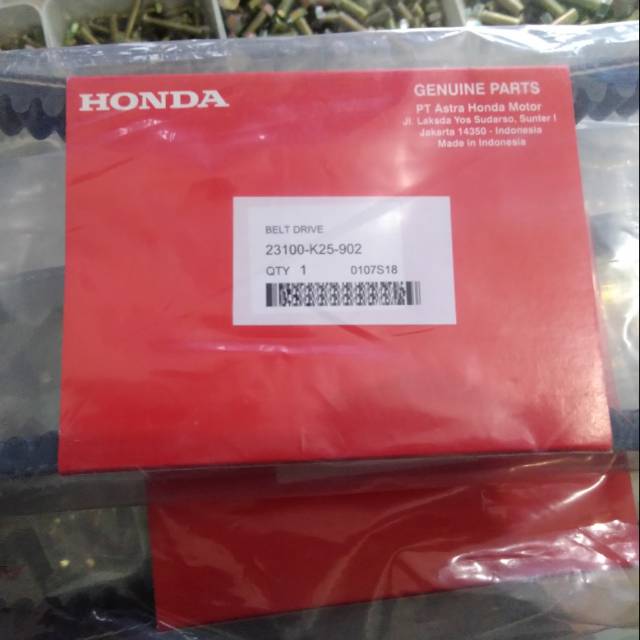 HONDA
GENUINE PARTS
PT Astra Honda Motor
Jl. Laksda Yos Sudarso, Sunter I
Jakarta 14350 - Indonesia
Made in Indonesia
BELT DRIVE
23100-K25-902
QTY 1 0107S18